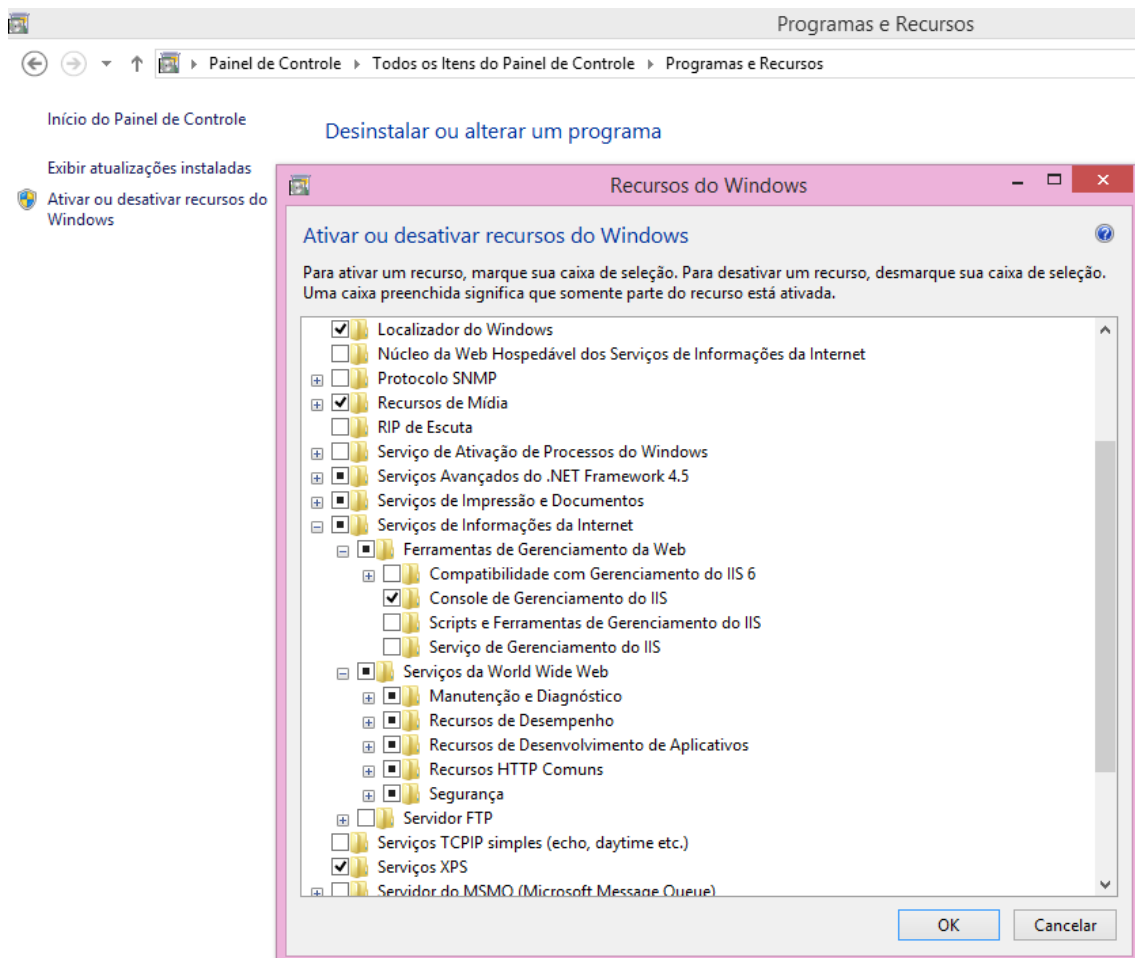 Programas e Recursos
Painel de Controle Todos os Itens do Painel de Controle Programas e Recursos
Início do Painel de Controle
Exibir atualizações instaladas
Ativar ou desativar recursos do
Windows
Desinstalar ou alterar um programa
Recursos do Windows
Ativar ou desativar recursos do Windows
Para ativar um recurso, marque sua caixa de seleção. Para desativar um recurso, desmarque sua caixa de seleção.
Uma caixa preenchida significa que somente parte do recurso está ativada.
Localizador do Windows
Núcleo da Web Hospedável dos Serviços de Informações da Internet
Protocolo SNMP
Recursos de Mídia
RIP de Escuta
Serviço de Ativação de Processos do Windows
Serviços Avançados do .NET Framework 4.5
Serviços de Impressão e Documentos
Serviços de Informações da Internet
Ferramentas de Gerenciamento da Web
Compatibilidade com Gerenciamento do IIS 6
Console de Gerenciamento do IIS
Scripts e Ferramentas de Gerenciamento do IIS
Serviço de Gerenciamento do IIS
Serviços da World Wide Web
Manutenção e Diagnóstico
Recursos de Desempenho
Recursos de Desenvolvimento de Aplicativos
Recursos HTTP Comuns
Segurança
Servidor FTP
Serviços TCPIP simples (echo, daytime etc.)
Serviços XPS
Servidor do MSMQ (Microsoft Message Queue)
OK
Cancelar